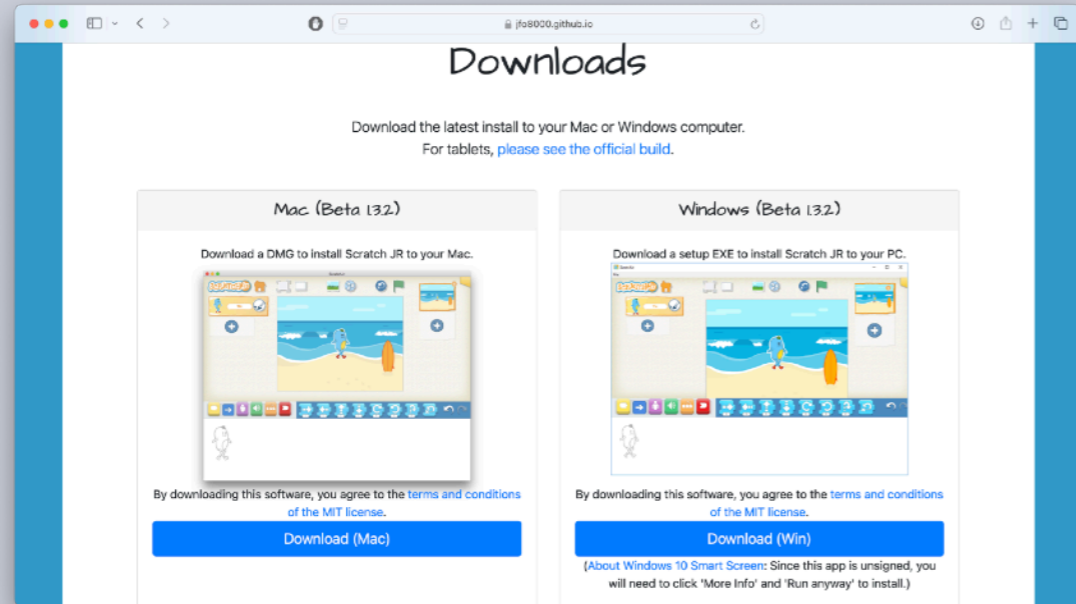 jfo8000.github.io
Downloads
Download the latest install to your Mac or Windows computer.
For tablets, please see the official build.
Mac (Beta 1.3.2)
Download a DMG to install Scratch JR to your Mac.
By downloading this software, you agree to the terms and conditions
of the MIT license.
Download (Mac)
Windows (Beta 1.3.2)
Download a setup EXE to install Scratch JR to your PC.
By downloading this software, you agree to the terms and conditions
of the MIT license.
Download (Win)
(About Windows 10 Smart Screen: Since this app is unsigned, you
will need to click 'More Info' and 'Run anyway' to install.)